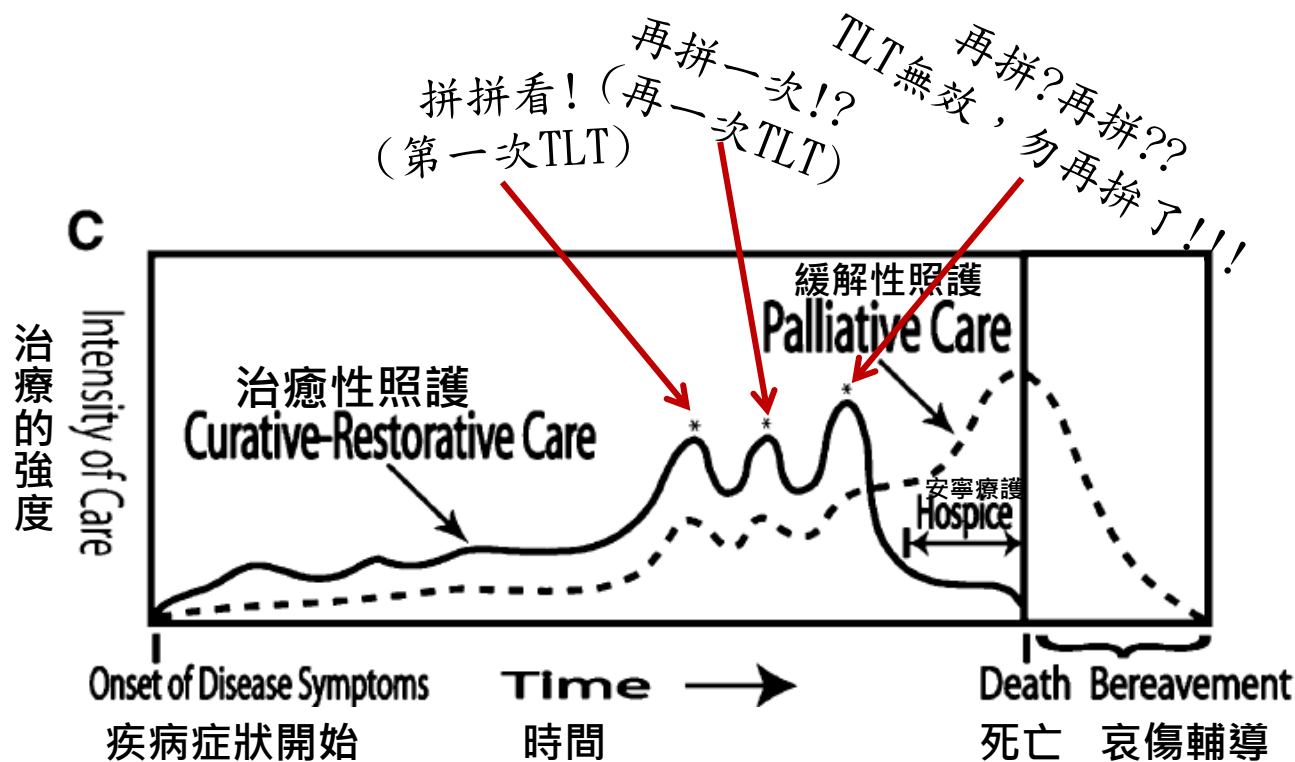 拼拼看!
(第一次TLT)
再拼一次!?
(再一次TLT)
再拼?再拼??
TLT無效,勿再拚了!!!
C
治療的強度
Intensity of Care
緩解性照護
Palliative Care
治癒性照護
Curative-Restorative Care
*
*
*
安寧療護
Hospice
Onset of Disease Symptoms
Time
Death
Bereavement
疾病症狀開始
時間
死亡
哀傷輔導